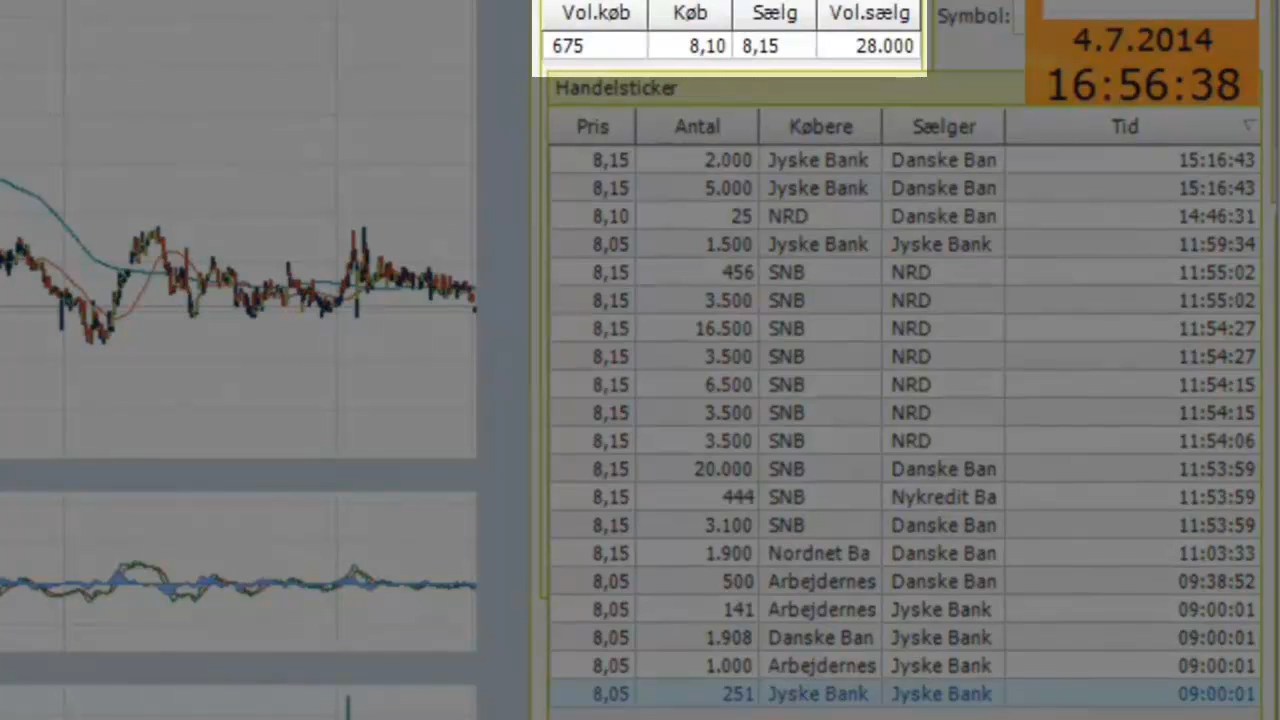 Vol.køb Køb Sælg Vol.sælg Symbol:
675 8,10 8,15 28.000
4.7.2014
16:56:38
Handelsticker
Pris Antal Købere Sælger Tid
8,15 2.000 Jyske Bank Danske Ban 15:16:43
8,15 5.000 Jyske Bank Danske Ban 15:16:43
8,10 25 NRD Danske Ban 14:46:31
8,05 1.500 Jyske Bank Jyske Bank 11:59:34
8,15 456 SNB NRD 11:55:02
8,15 3.500 SNB NRD 11:55:02
8,15 16.500 SNB NRD 11:54:27
8,15 3.500 SNB NRD 11:54:27
8,15 6.500 SNB NRD 11:54:15
8,15 3.500 SNB NRD 11:54:15
8,15 3.500 SNB NRD 11:54:06
8,15 20.000 SNB Danske Ban 11:53:59
8,15 444 SNB Nykredit Ba 11:53:59
8,15 3.100 SNB Danske Ban 11:53:59
8,15 1.900 Nordnet Ba Danske Ban 11:03:33
8,05 500 Arbejdernes Danske Ban 09:38:52
8,05 141 Arbejdernes Jyske Bank 09:00:01
8,05 1.908 Danske Ban Jyske Bank 09:00:01
8,05 1.000 Arbejdernes Jyske Bank 09:00:01
8,05 251 Jyske Bank Jyske Bank 09:00:01